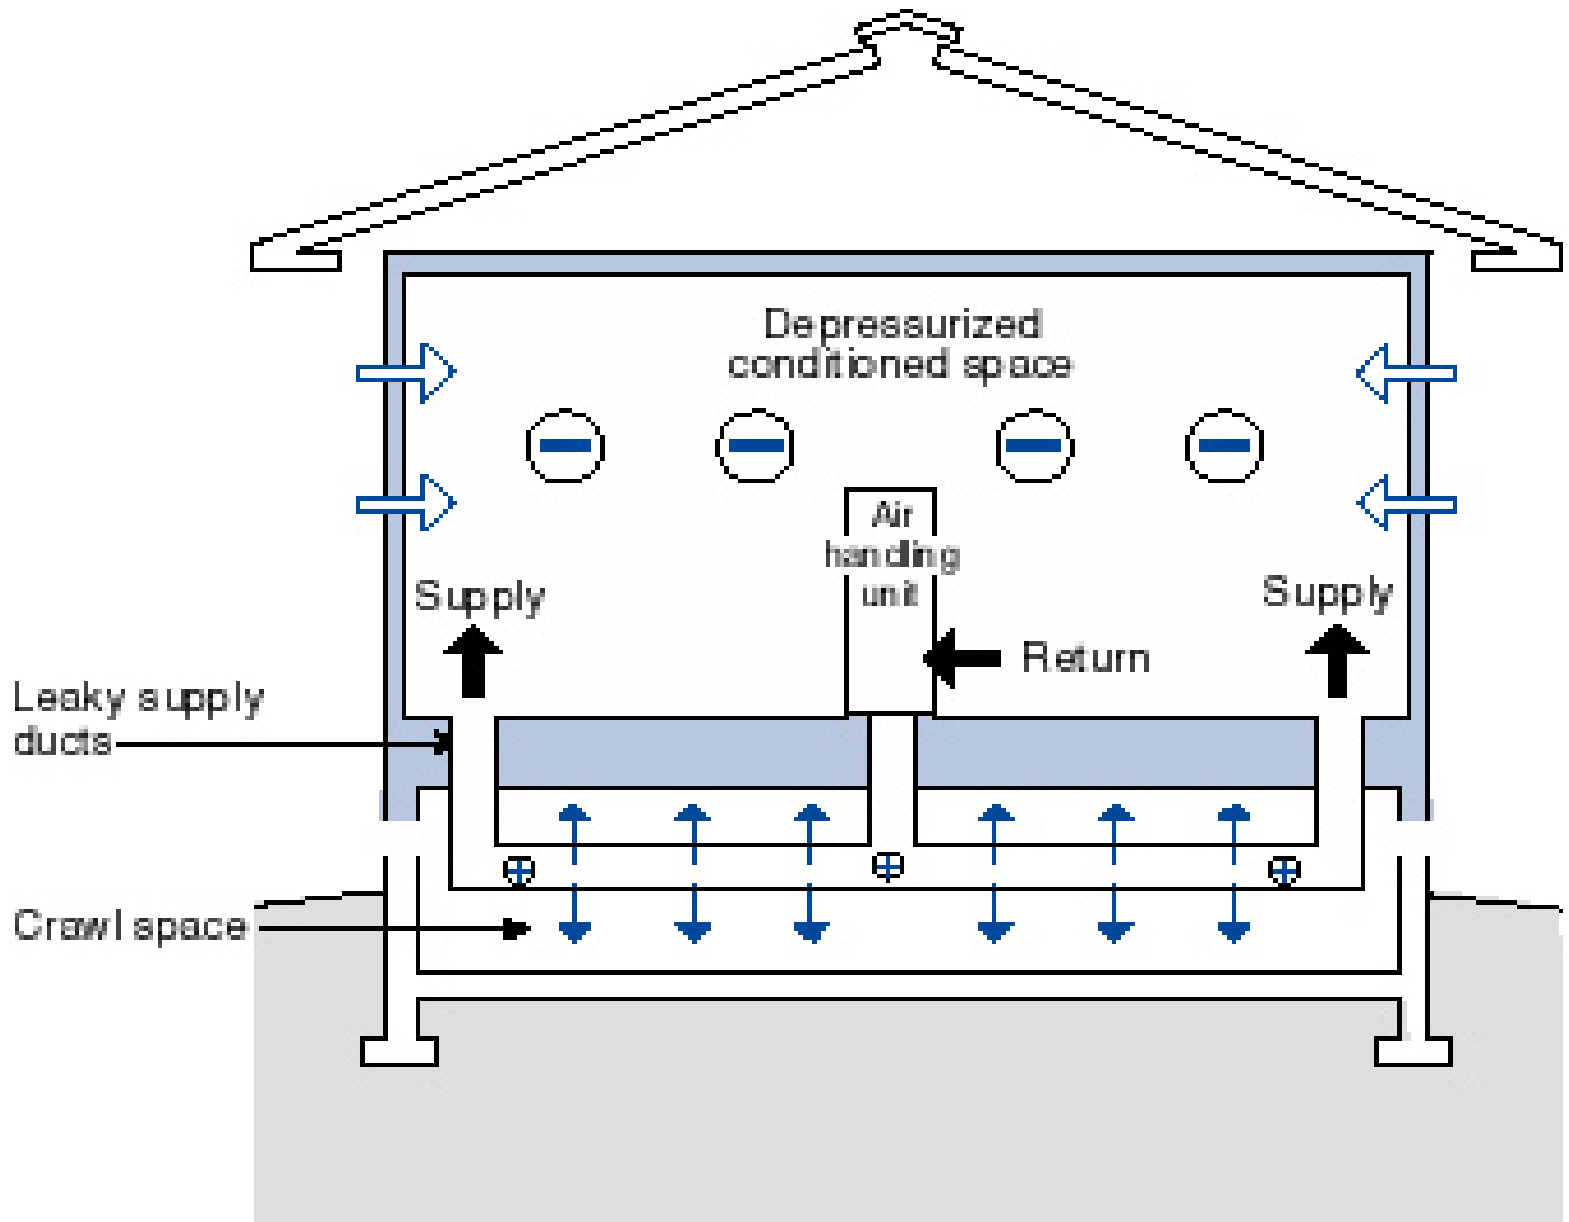 Depressurized
conditioned space
Air
handling
unit
Supply
Supply
Return
Leaky supply
ducts
Crawl space